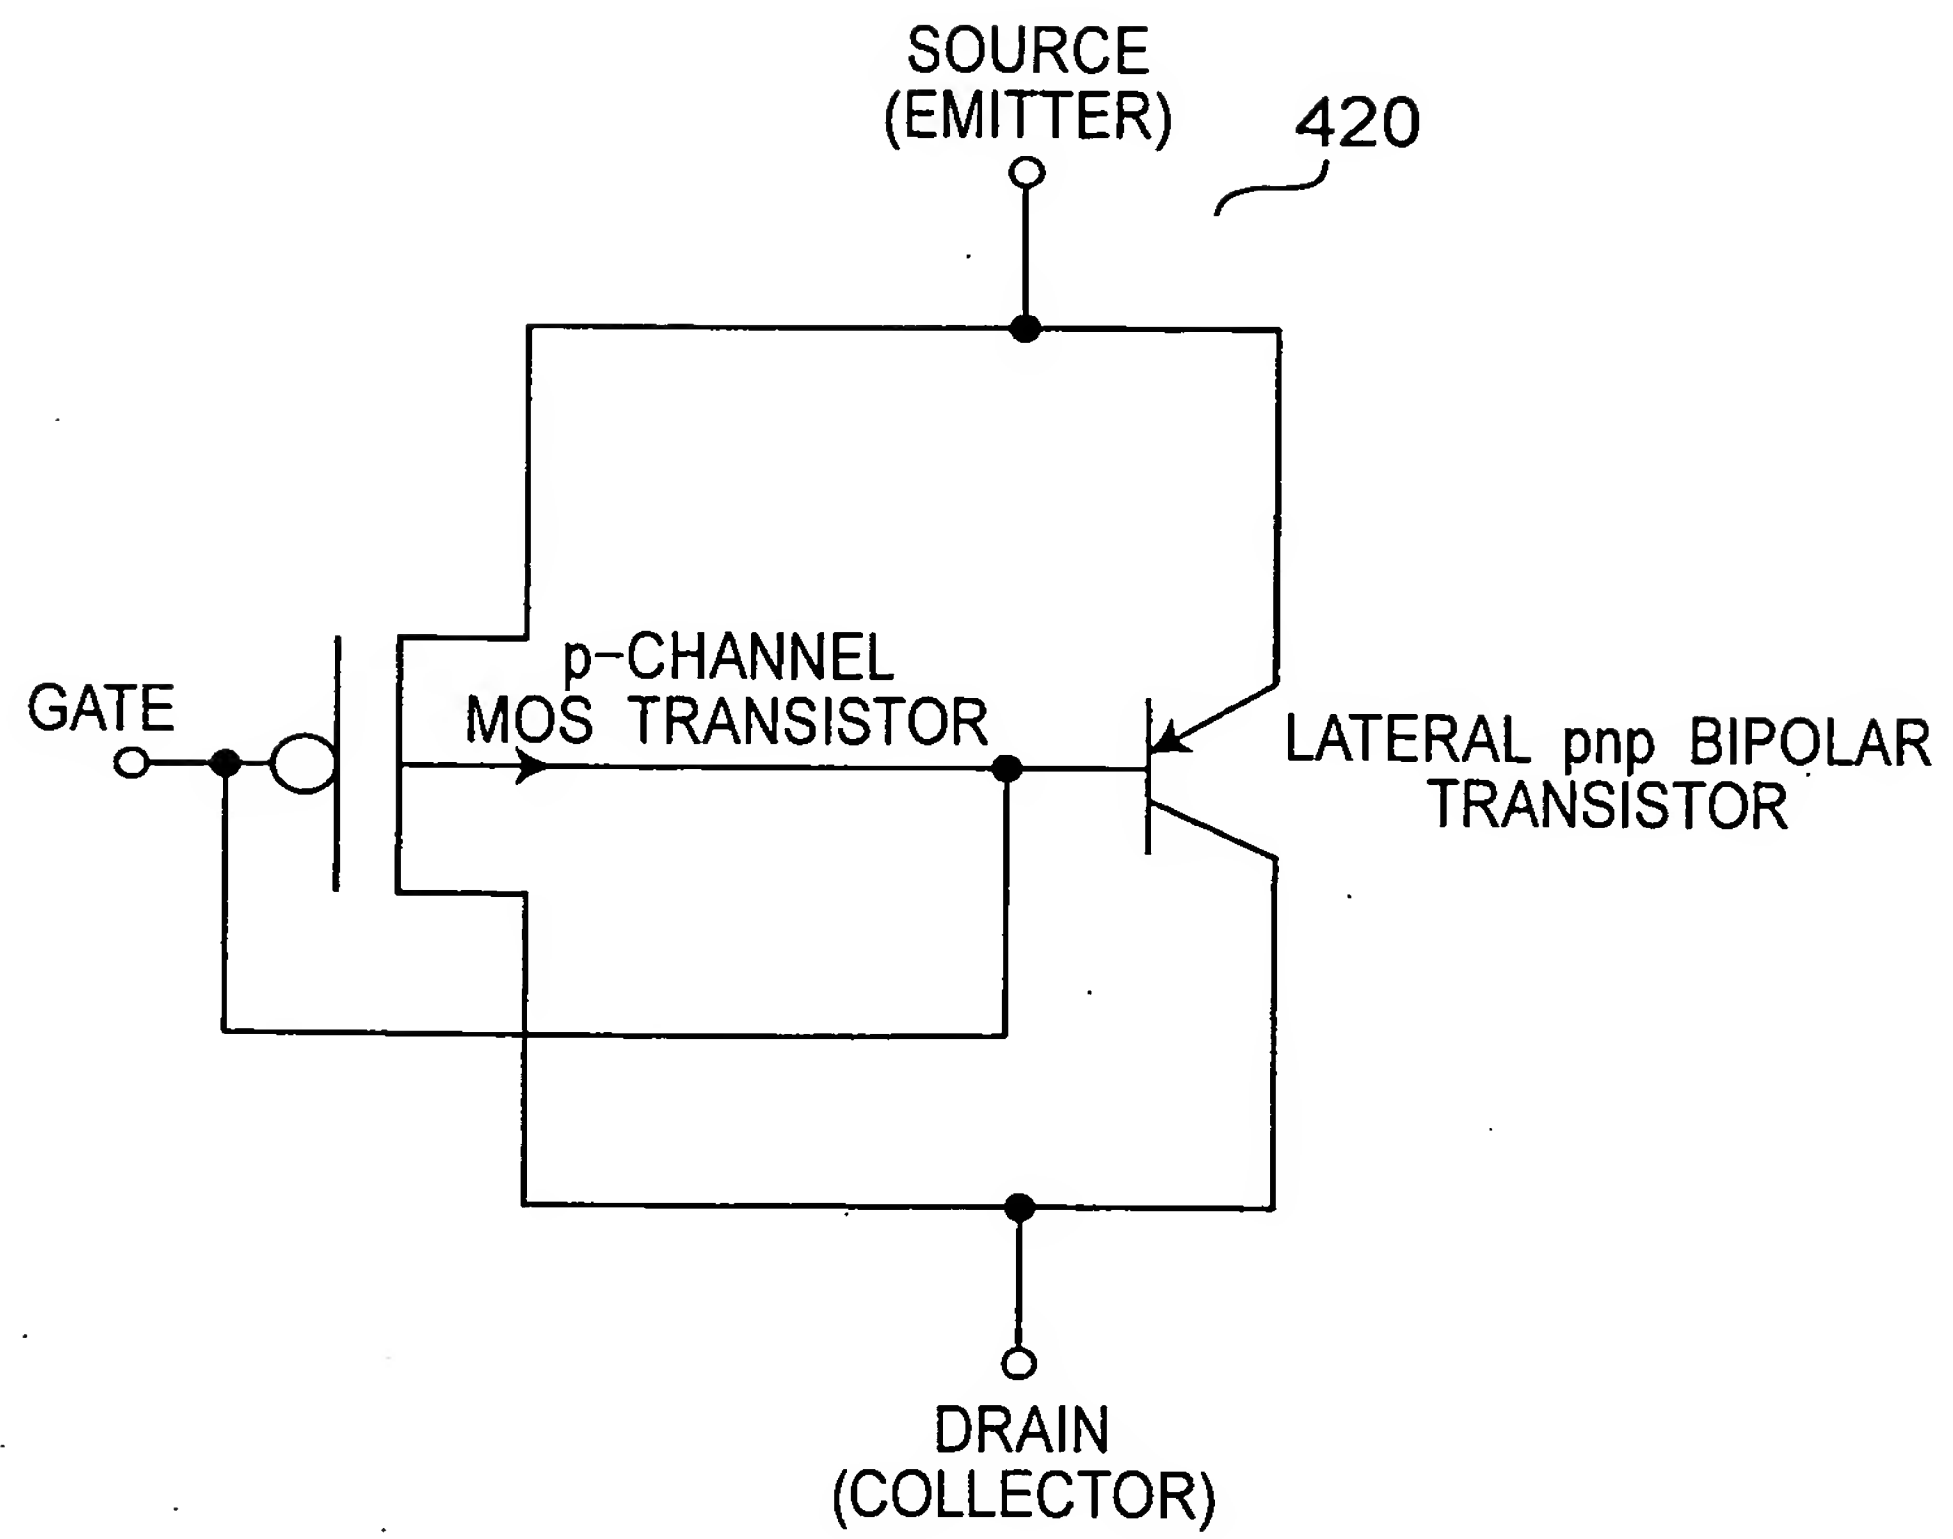 SOURCE
(EMITTER)
420
p-CHANNEL
MOS TRANSISTOR
GATE
LATERAL pnp BIPOLAR
TRANSISTOR
DRAIN
(COLLECTOR)